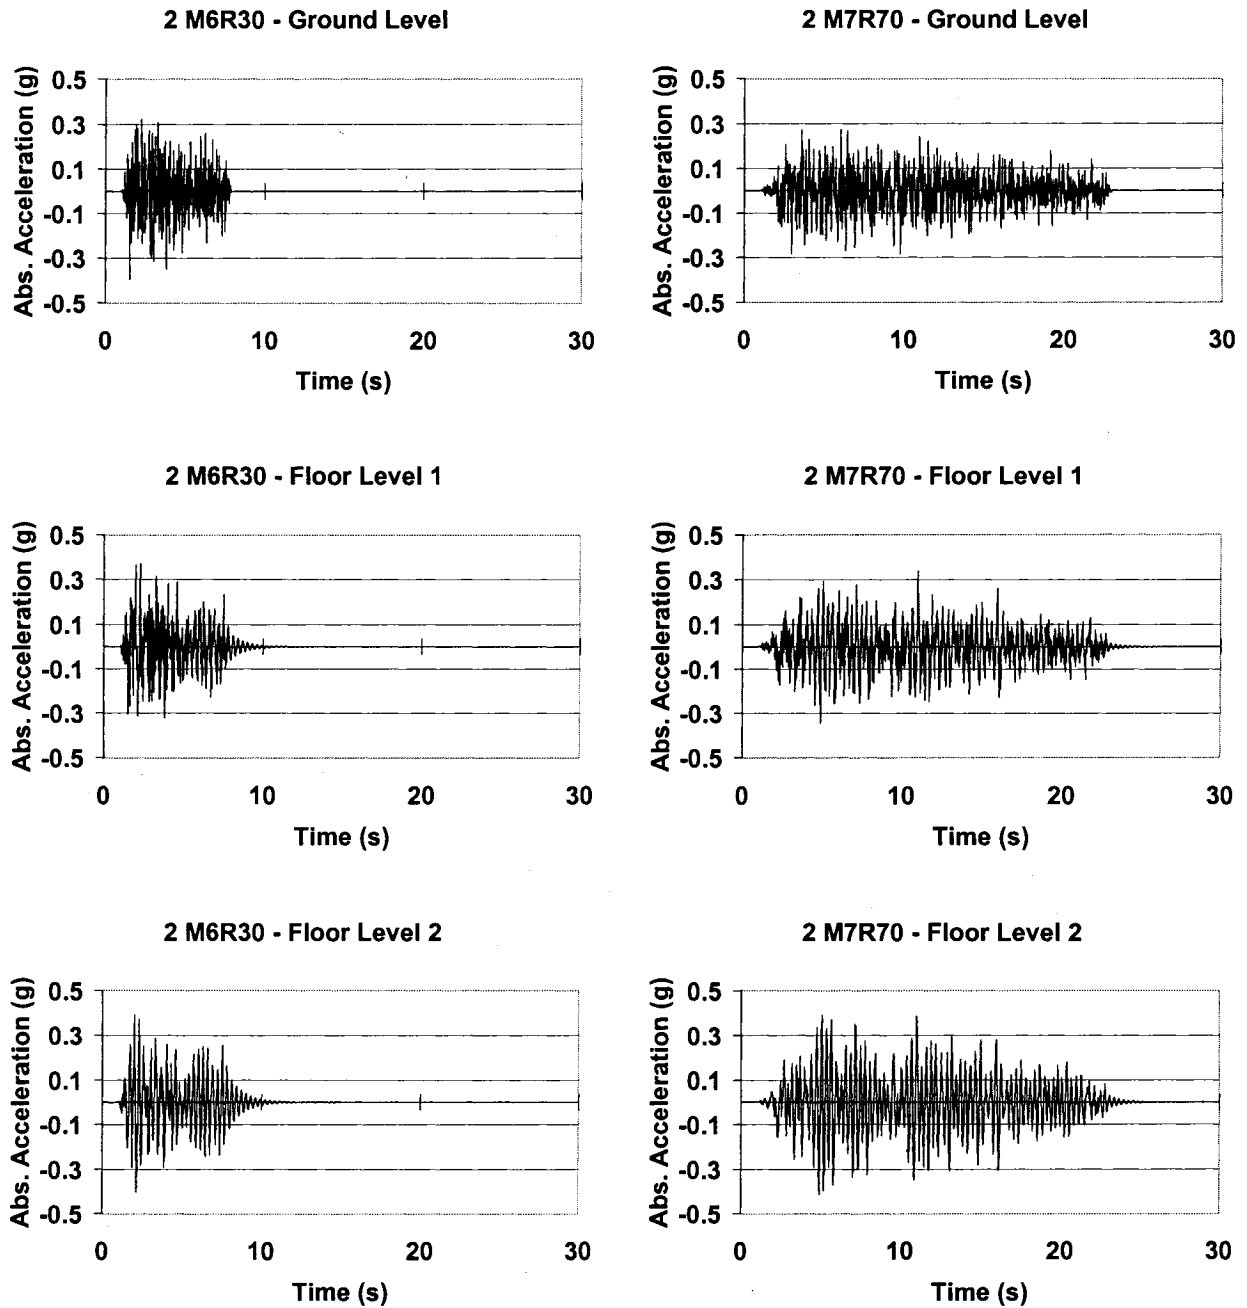 2 M6R30 - Ground Level
Abs. Acceleration (g)
0.5
0.3
0.1
-0.1
-0.3
-0.5
0 10 20 30
Time (s)
2 M7R70 - Ground Level
Abs. Acceleration (g)
0.5
0.3
0.1
-0.1
-0.3
-0.5
0 10 20 30
Time (s)
2 M6R30 - Floor Level 1
Abs. Acceleration (g)
0.5
0.3
0.1
-0.1
-0.3
-0.5
0 10 20 30
Time (s)
2 M7R70 - Floor Level 1
Abs. Acceleration (g)
0.5
0.3
0.1
-0.1
-0.3
-0.5
0 10 20 30
Time (s)
2 M6R30 - Floor Level 2
Abs. Acceleration (g)
0.5
0.3
0.1
-0.1
-0.3
-0.5
0 10 20 30
Time (s)
2 M7R70 - Floor Level 2
Abs. Acceleration (g)
0.5
0.3
0.1
-0.1
-0.3
-0.5
0 10 20 30
Time (s)